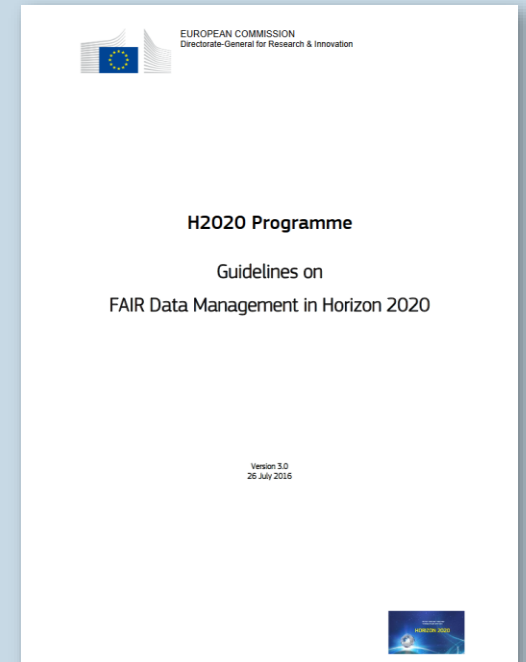 EUROPEAN COMMISSION
Directorate-General for Research & Innovation
H2020 Programme
Guidelines on
FAIR Data Management in Horizon 2020
Version 3.0
26 July 2016
HORIZON 2020